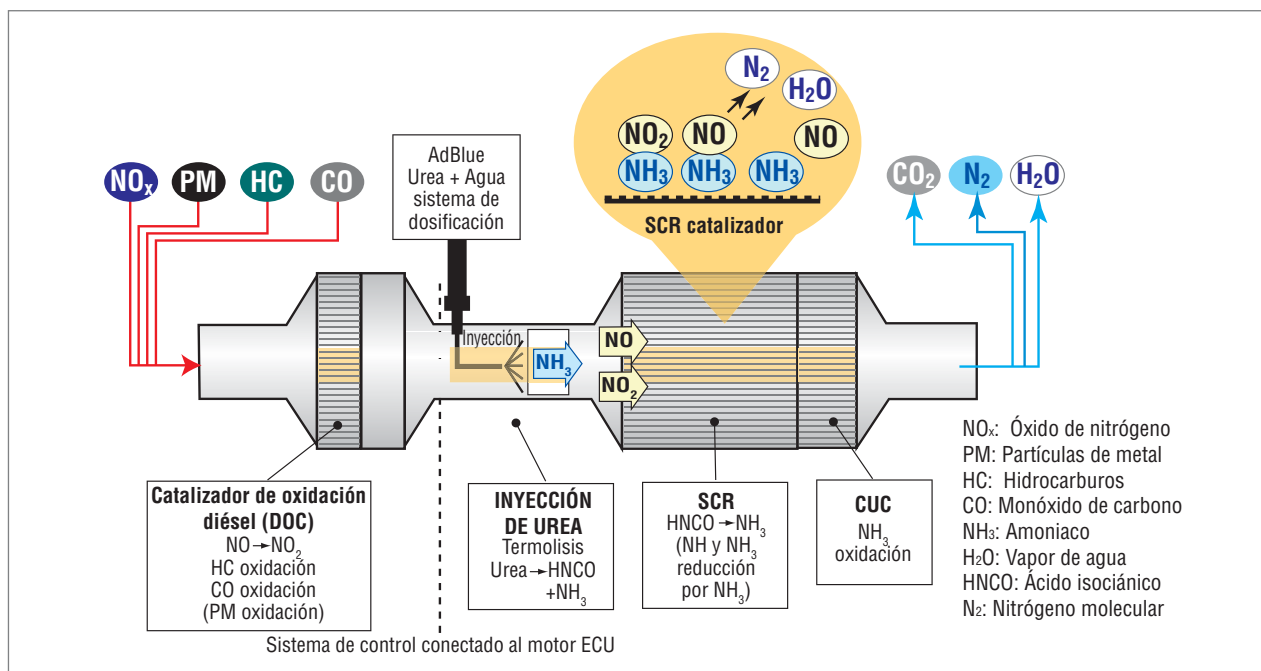 N₂
H₂O
NO₂
NO
NO
NH₃
NH₃
NH₃
SCR catalizador
AdBlue
Urea + Agua
sistema de
dosificación
NOₓ
PM
HC
CO
CO₂
N₂
H₂O
Inyección
NH₃
NO
NO₂
Catalizador de oxidación
diésel (DOC)
NO→NO₂
HC oxidación
CO oxidación
(PM oxidación)
INYECCIÓN
DE UREA
Termolisis
Urea→HNCO
+NH₃
SCR
HNCO→NH₃
(NH y NH₃
reducción
por NH₃)
CUC
NH₃
oxidación
NOₓ: Óxido de nitrógeno
PM: Partículas de metal
HC: Hidrocarburos
CO: Monóxido de carbono
NH₃: Amoniaco
H₂O: Vapor de agua
HNCO: Ácido isociánico
N₂: Nitrógeno molecular
Sistema de control conectado al motor ECU